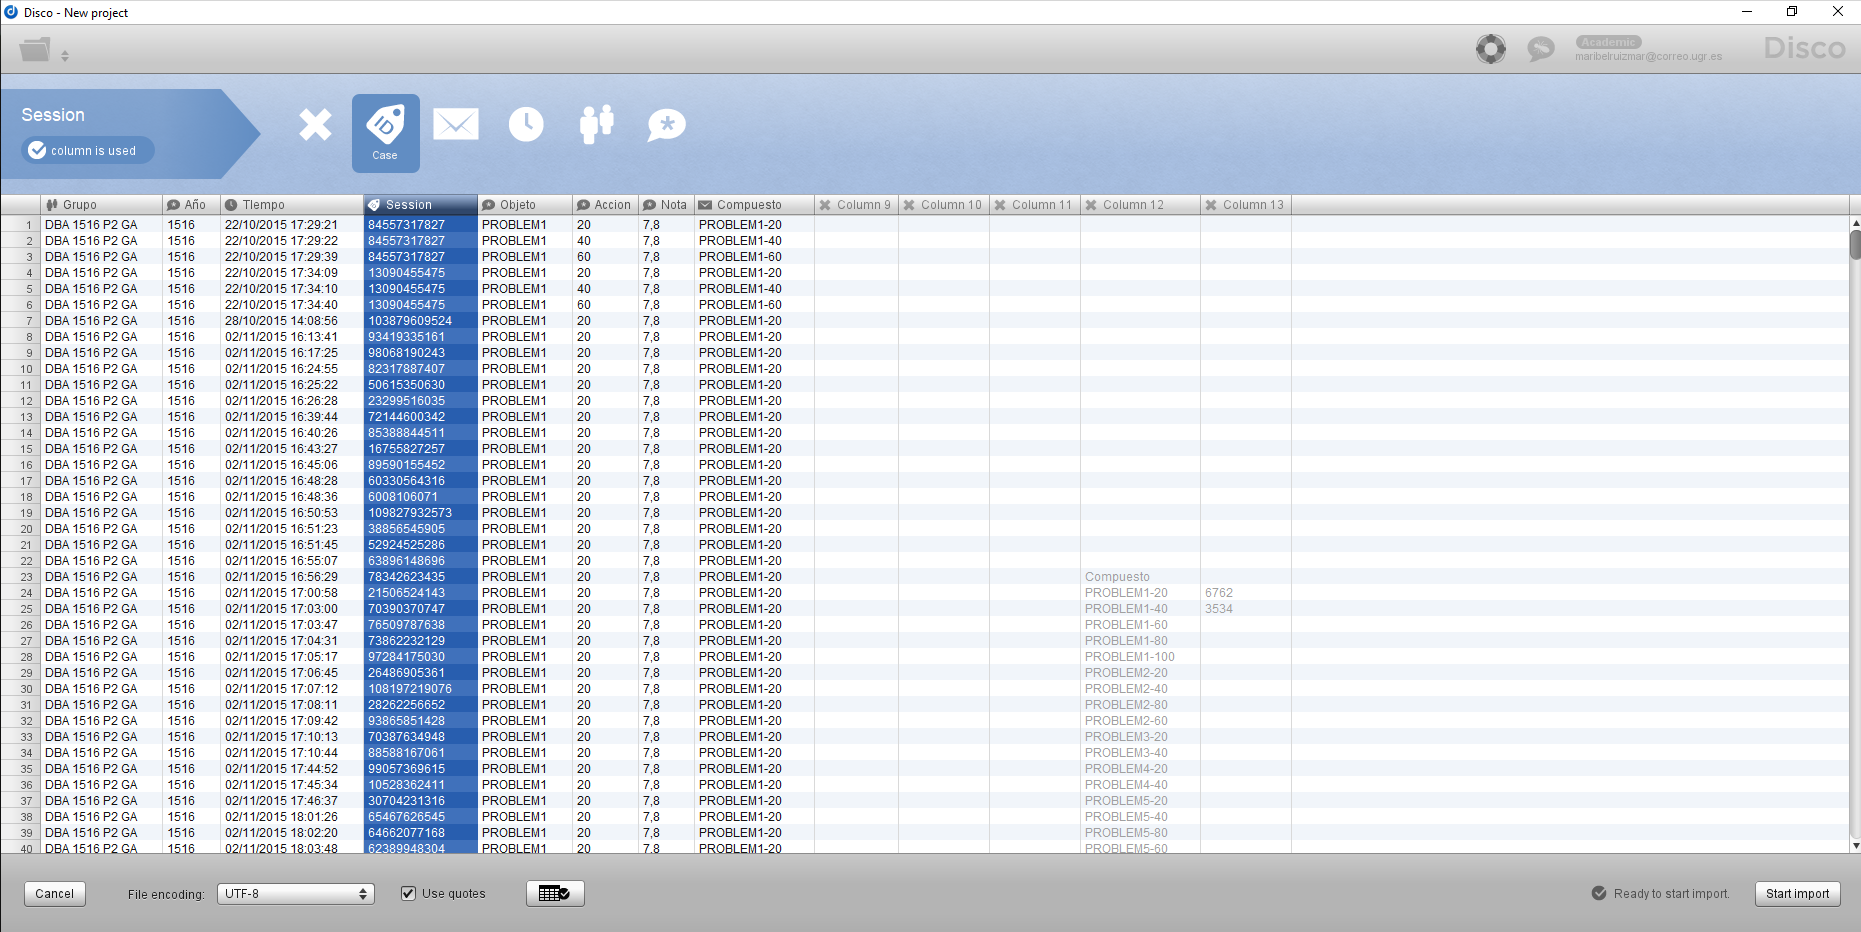 Disco - New project
Academic
maribelruizmar@correo.ugr.es
Disco
Session
column is used
ID
Case
Grupo Año TIempo Session Objeto Accion Nota Compuesto Column 9 Column 10 Column 11 Column 12 Column 13
1 DBA 1516 P2 GA 1516 22/10/2015 17:29:21 84557317827 PROBLEM1 20 7,8 PROBLEM1-20
2 DBA 1516 P2 GA 1516 22/10/2015 17:29:22 84557317827 PROBLEM1 40 7,8 PROBLEM1-40
3 DBA 1516 P2 GA 1516 22/10/2015 17:29:39 84557317827 PROBLEM1 60 7,8 PROBLEM1-60
4 DBA 1516 P2 GA 1516 22/10/2015 17:34:09 13090455475 PROBLEM1 20 7,8 PROBLEM1-20
5 DBA 1516 P2 GA 1516 22/10/2015 17:34:10 13090455475 PROBLEM1 40 7,8 PROBLEM1-40
6 DBA 1516 P2 GA 1516 22/10/2015 17:34:40 13090455475 PROBLEM1 60 7,8 PROBLEM1-60
7 DBA 1516 P2 GA 1516 28/10/2015 14:08:56 103879609524 PROBLEM1 20 7,8 PROBLEM1-20
8 DBA 1516 P2 GA 1516 02/11/2015 16:13:41 93419335161 PROBLEM1 20 7,8 PROBLEM1-20
9 DBA 1516 P2 GA 1516 02/11/2015 16:17:25 98068190243 PROBLEM1 20 7,8 PROBLEM1-20
10 DBA 1516 P2 GA 1516 02/11/2015 16:24:55 82317887407 PROBLEM1 20 7,8 PROBLEM1-20
11 DBA 1516 P2 GA 1516 02/11/2015 16:25:22 50615350630 PROBLEM1 20 7,8 PROBLEM1-20
12 DBA 1516 P2 GA 1516 02/11/2015 16:26:28 23299516035 PROBLEM1 20 7,8 PROBLEM1-20
13 DBA 1516 P2 GA 1516 02/11/2015 16:39:44 72144600342 PROBLEM1 20 7,8 PROBLEM1-20
14 DBA 1516 P2 GA 1516 02/11/2015 16:40:26 85388844511 PROBLEM1 20 7,8 PROBLEM1-20
15 DBA 1516 P2 GA 1516 02/11/2015 16:43:27 16755827257 PROBLEM1 20 7,8 PROBLEM1-20
16 DBA 1516 P2 GA 1516 02/11/2015 16:45:06 89590155452 PROBLEM1 20 7,8 PROBLEM1-20
17 DBA 1516 P2 GA 1516 02/11/2015 16:48:28 60330564316 PROBLEM1 20 7,8 PROBLEM1-20
18 DBA 1516 P2 GA 1516 02/11/2015 16:48:36 6008106071 PROBLEM1 20 7,8 PROBLEM1-20
19 DBA 1516 P2 GA 1516 02/11/2015 16:50:53 109827932573 PROBLEM1 20 7,8 PROBLEM1-20
20 DBA 1516 P2 GA 1516 02/11/2015 16:51:23 38856545905 PROBLEM1 20 7,8 PROBLEM1-20
21 DBA 1516 P2 GA 1516 02/11/2015 16:51:45 52924525286 PROBLEM1 20 7,8 PROBLEM1-20
22 DBA 1516 P2 GA 1516 02/11/2015 16:55:07 63896148696 PROBLEM1 20 7,8 PROBLEM1-20
23 DBA 1516 P2 GA 1516 02/11/2015 16:56:29 78342623435 PROBLEM1 20 7,8 PROBLEM1-20 Compuesto
24 DBA 1516 P2 GA 1516 02/11/2015 17:00:58 21506524143 PROBLEM1 20 7,8 PROBLEM1-20 PROBLEM1-20 6762
25 DBA 1516 P2 GA 1516 02/11/2015 17:03:00 70390370747 PROBLEM1 20 7,8 PROBLEM1-20 PROBLEM1-40 3534
26 DBA 1516 P2 GA 1516 02/11/2015 17:03:47 76509787638 PROBLEM1 20 7,8 PROBLEM1-20 PROBLEM1-60
27 DBA 1516 P2 GA 1516 02/11/2015 17:04:31 73862232129 PROBLEM1 20 7,8 PROBLEM1-20 PROBLEM1-80
28 DBA 1516 P2 GA 1516 02/11/2015 17:05:17 97284175030 PROBLEM1 20 7,8 PROBLEM1-20 PROBLEM1-100
29 DBA 1516 P2 GA 1516 02/11/2015 17:06:45 26486905361 PROBLEM1 20 7,8 PROBLEM1-20 PROBLEM2-20
30 DBA 1516 P2 GA 1516 02/11/2015 17:07:12 108197219076 PROBLEM1 20 7,8 PROBLEM1-20 PROBLEM2-40
31 DBA 1516 P2 GA 1516 02/11/2015 17:08:11 28262256652 PROBLEM1 20 7,8 PROBLEM1-20 PROBLEM2-80
32 DBA 1516 P2 GA 1516 02/11/2015 17:09:42 93865851428 PROBLEM1 20 7,8 PROBLEM1-20 PROBLEM2-60
33 DBA 1516 P2 GA 1516 02/11/2015 17:10:13 70387634948 PROBLEM1 20 7,8 PROBLEM1-20 PROBLEM3-20
34 DBA 1516 P2 GA 1516 02/11/2015 17:10:44 88588167061 PROBLEM1 20 7,8 PROBLEM1-20 PROBLEM3-40
35 DBA 1516 P2 GA 1516 02/11/2015 17:44:52 99057369615 PROBLEM1 20 7,8 PROBLEM1-20 PROBLEM4-20
36 DBA 1516 P2 GA 1516 02/11/2015 17:45:34 10528362411 PROBLEM1 20 7,8 PROBLEM1-20 PROBLEM4-40
37 DBA 1516 P2 GA 1516 02/11/2015 17:46:37 30704231316 PROBLEM1 20 7,8 PROBLEM1-20 PROBLEM5-20
38 DBA 1516 P2 GA 1516 02/11/2015 18:01:26 65467626545 PROBLEM1 20 7,8 PROBLEM1-20 PROBLEM5-40
39 DBA 1516 P2 GA 1516 02/11/2015 18:02:20 64662077168 PROBLEM1 20 7,8 PROBLEM1-20 PROBLEM5-80
40 DBA 1516 P2 GA 1516 02/11/2015 18:03:48 62389948304 PROBLEM1 20 7,8 PROBLEM1-20 PROBLEM5-60
Cancel File encoding: UTF-8 Use quotes Ready to start import. Start import